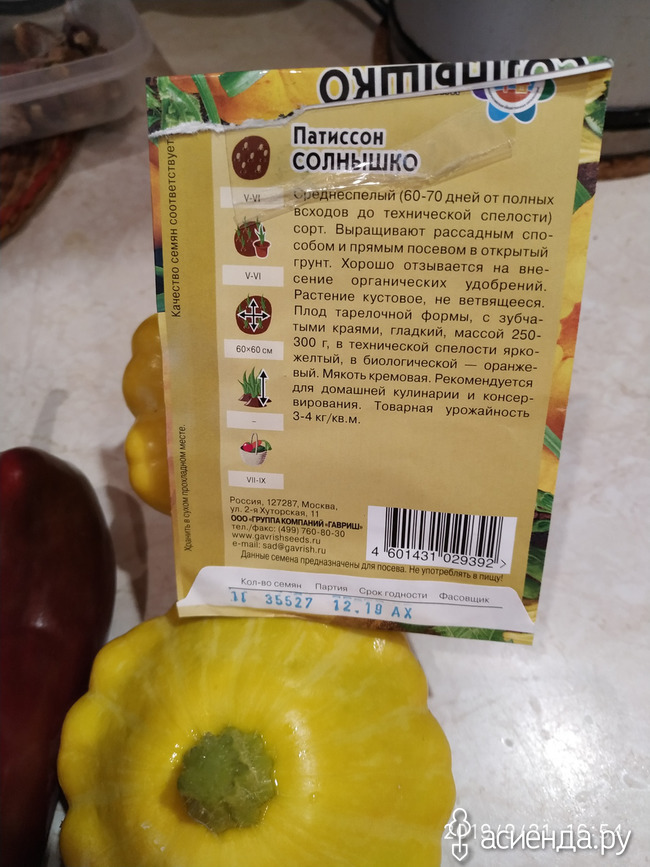 СОЛНЫШКО
Патиссон
СОЛНЫШКО
V-VI
V-VI
60×60 см
–
VII-IX
Среднеспелый (60-70 дней от полных
всходов до технической спелости)
сорт. Выращивают рассадным спо-
собом и прямым посевом в открытый
грунт. Хорошо отзывается на вне-
сение органических удобрений.
Растение кустовое, не ветвящееся.
Плод тарелочной формы, с зубча-
тыми краями, гладкий, массой 250-
300 г, в технической спелости ярко-
желтый, в биологической — оранже-
вый. Мякоть кремовая. Рекомендуется
для домашней кулинарии и консер-
вирования. Товарная урожайность
3-4 кг/кв.м.
Качество семян соответствует
Хранить в сухом прохладном месте.
Россия, 127287, Москва,
ул. 2-я Хуторская, 11
ООО «ГРУППА КОМПАНИЙ «ГАВРИШ»
тел./факс: (499) 760-80-30
www.gavrishseeds.ru
e-mail: sad@gavrish.ru
4 601431 029392 >
Данные семена предназначены для посева. Не употреблять в пищу!
Кол-во семян Партия Срок годности Фасовщик
1Г 35527 12.19 АХ
асиенда.ру